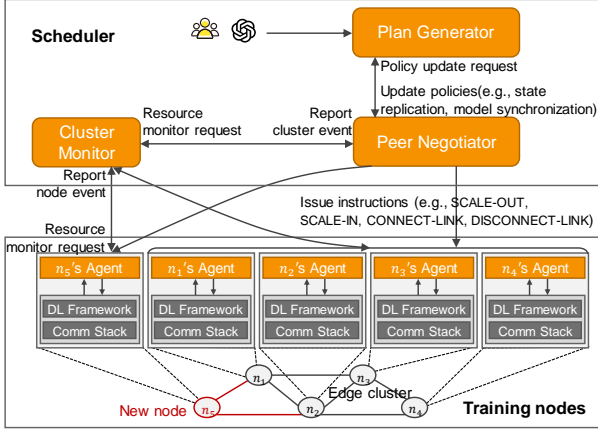 Scheduler
Plan Generator
Policy update request
Update policies(e.g., state
replication, model synchronization)
Resource
monitor request
Report
cluster event
Cluster
Monitor
Peer Negotiator
Report
node event
Resource
monitor request
Issue instructions (e.g., SCALE-OUT,
SCALE-IN, CONNECT-LINK, DISCONNECT-LINK)
n5's Agent
n1's Agent
n2's Agent
n3's Agent
n4's Agent
DL Framework
DL Framework
DL Framework
DL Framework
DL Framework
Comm Stack
Comm Stack
Comm Stack
Comm Stack
Comm Stack
n1
n3
Edge cluster
New node
n5
n2
n4
Training nodes